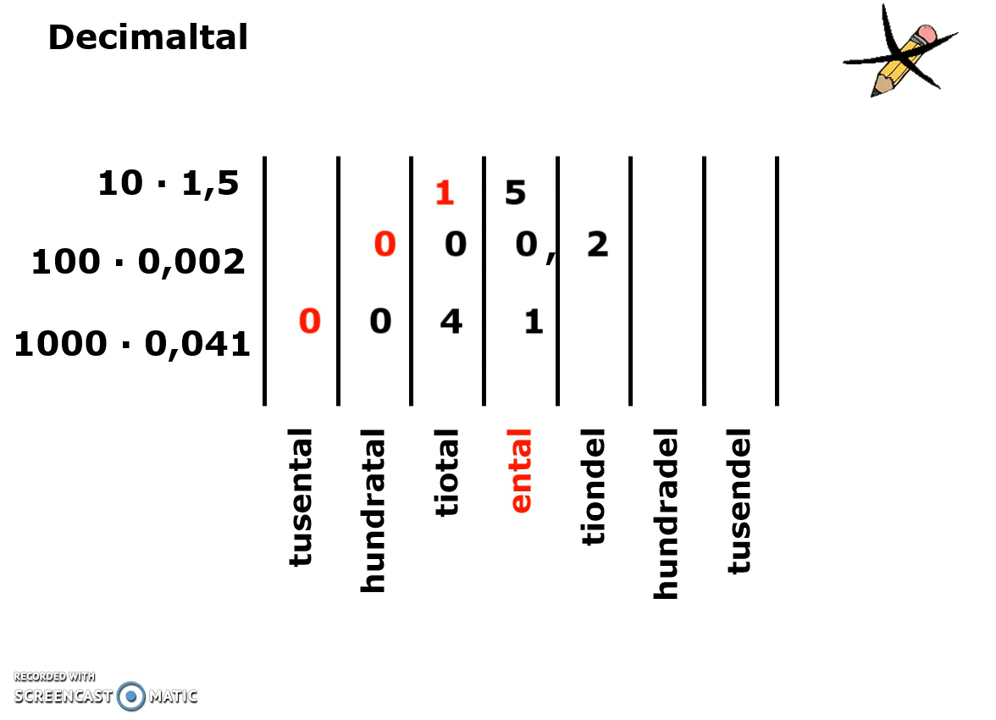 Decimaltal
10 · 1,5 1 5
100 · 0,002 0 0 0, 2
1000 · 0,041 0 0 4 1
tusental hundratal tiotal ental tiondel hundradel tusendel
RECORDED WITH
SCREENCAST MATIC